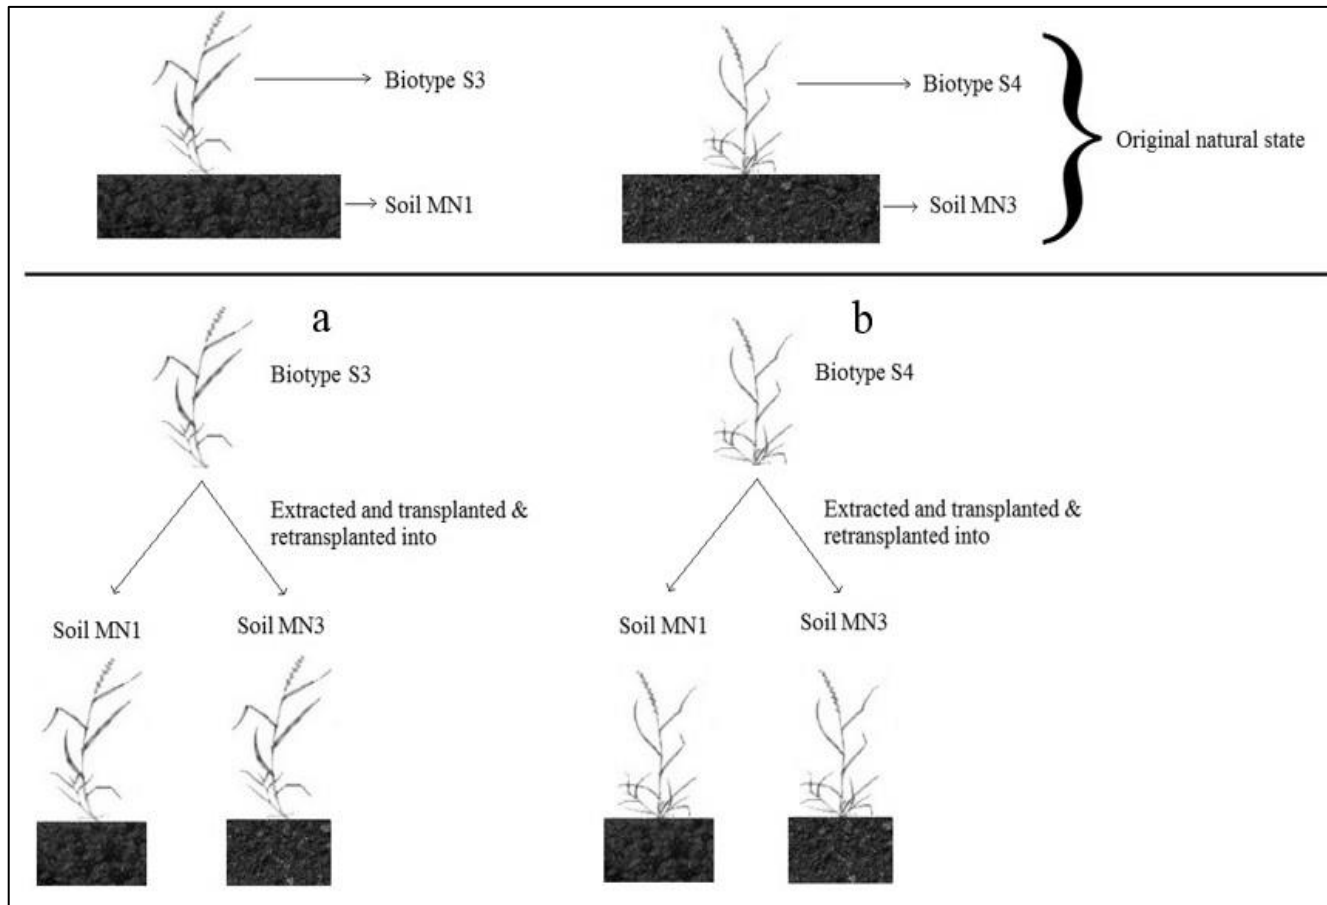 Biotype S3
Biotype S4
Original natural state
Soil MN1
Soil MN3
a
b
Biotype S3
Biotype S4
Extracted and transplanted &
retransplanted into
Extracted and transplanted &
retransplanted into
Soil MN1
Soil MN3
Soil MN1
Soil MN3